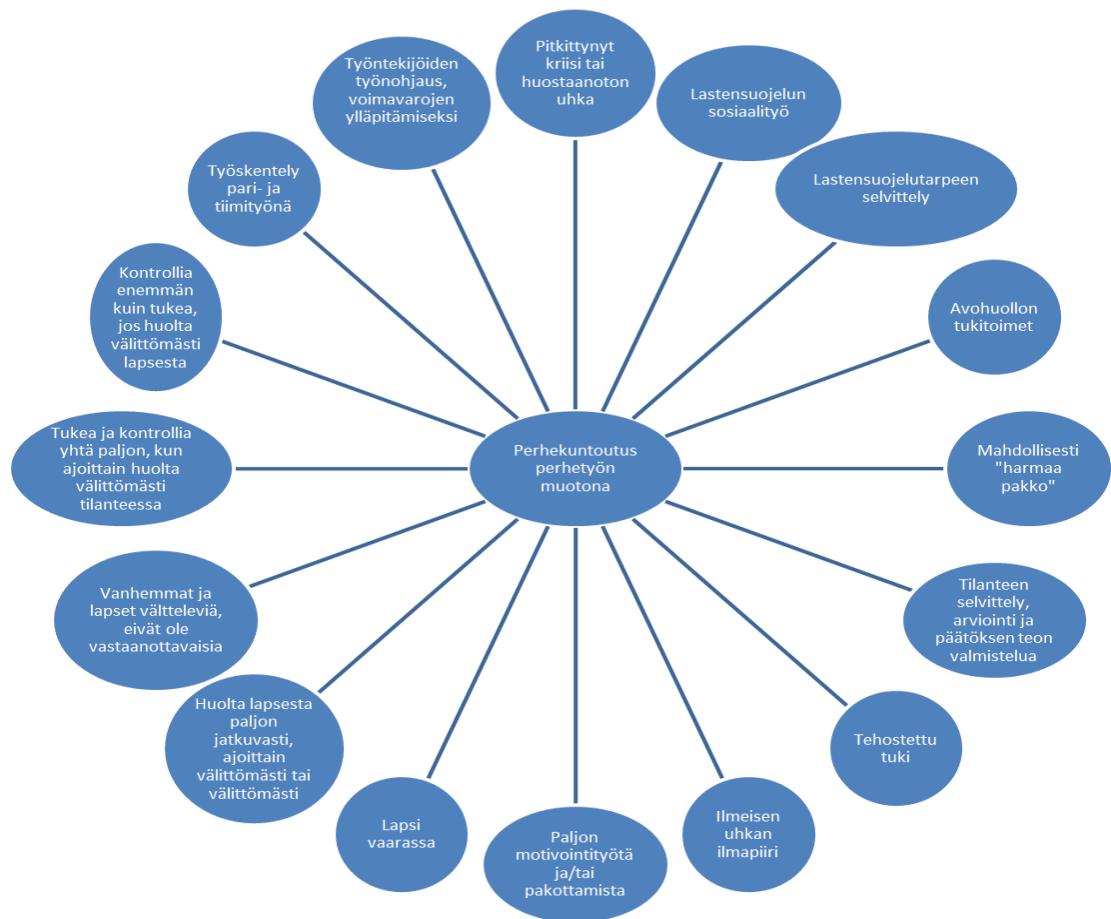 Pitkittynyt
kriisi tai
huostaanoton
uhka
Lastensuojelun
sosiaalityö
Lastensuojelutarpeen
selvittely
Avohuollon
tukitoimet
Mahdollisesti
"harmaa
pakko"
Tilanteen
selvittely,
arviointi ja
päätöksen teon
valmistelua
Tehostettu
tuki
Ilmeisen
uhkan
ilmapiiri
Paljon
motivointityötä
ja/tai
pakottamista
Lapsi
vaarassa
Huolta lapsesta
paljon
jatkuvasti,
ajoittain
välittömästi tai
välittömästi
Vanhemmat ja
lapset vältteleviä,
eivät ole
vastaanottavaisia
Tukea ja kontrollia
yhtä paljon, kun
ajoittain huolta
välittömästi
tilanteessa
Kontrollia
enemmän
kuin tukea,
jos huolta
välittömästi
lapsesta
Työskentely
pari- ja
tiimityönä
Työntekijöiden
työnohjaus,
voimavarojen
ylläpitämiseksi
Perhekuntoutus
perhetyön
muotona